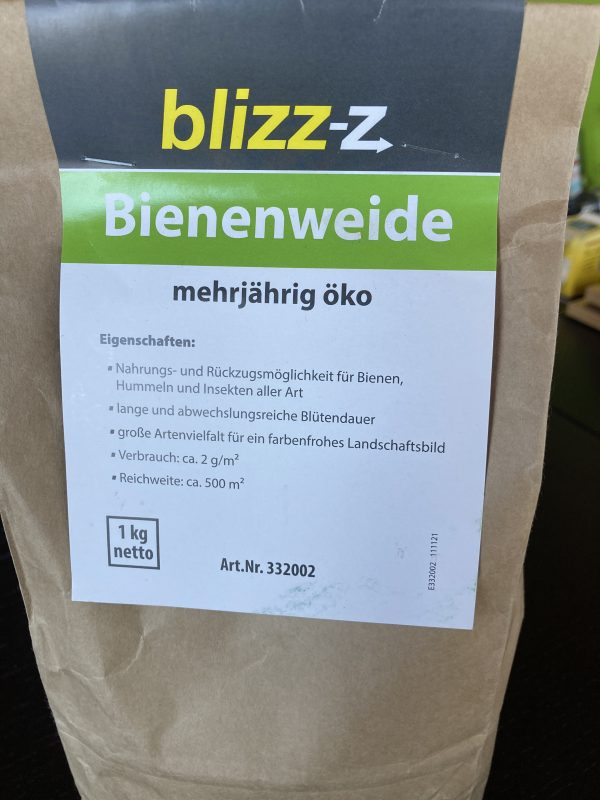 blizz-z
Bienenweide
mehrjährig öko
Eigenschaften:
▪ Nahrungs- und Rückzugsmöglichkeit für Bienen,
Hummeln und Insekten aller Art
▪ lange und abwechslungsreiche Blütendauer
▪ große Artenvielfalt für ein farbenfrohes Landschaftsbild
▪ Verbrauch: ca. 2 g/m²
▪ Reichweite: ca. 500 m²
1 kg
netto
Art.Nr. 332002
E332002 111121